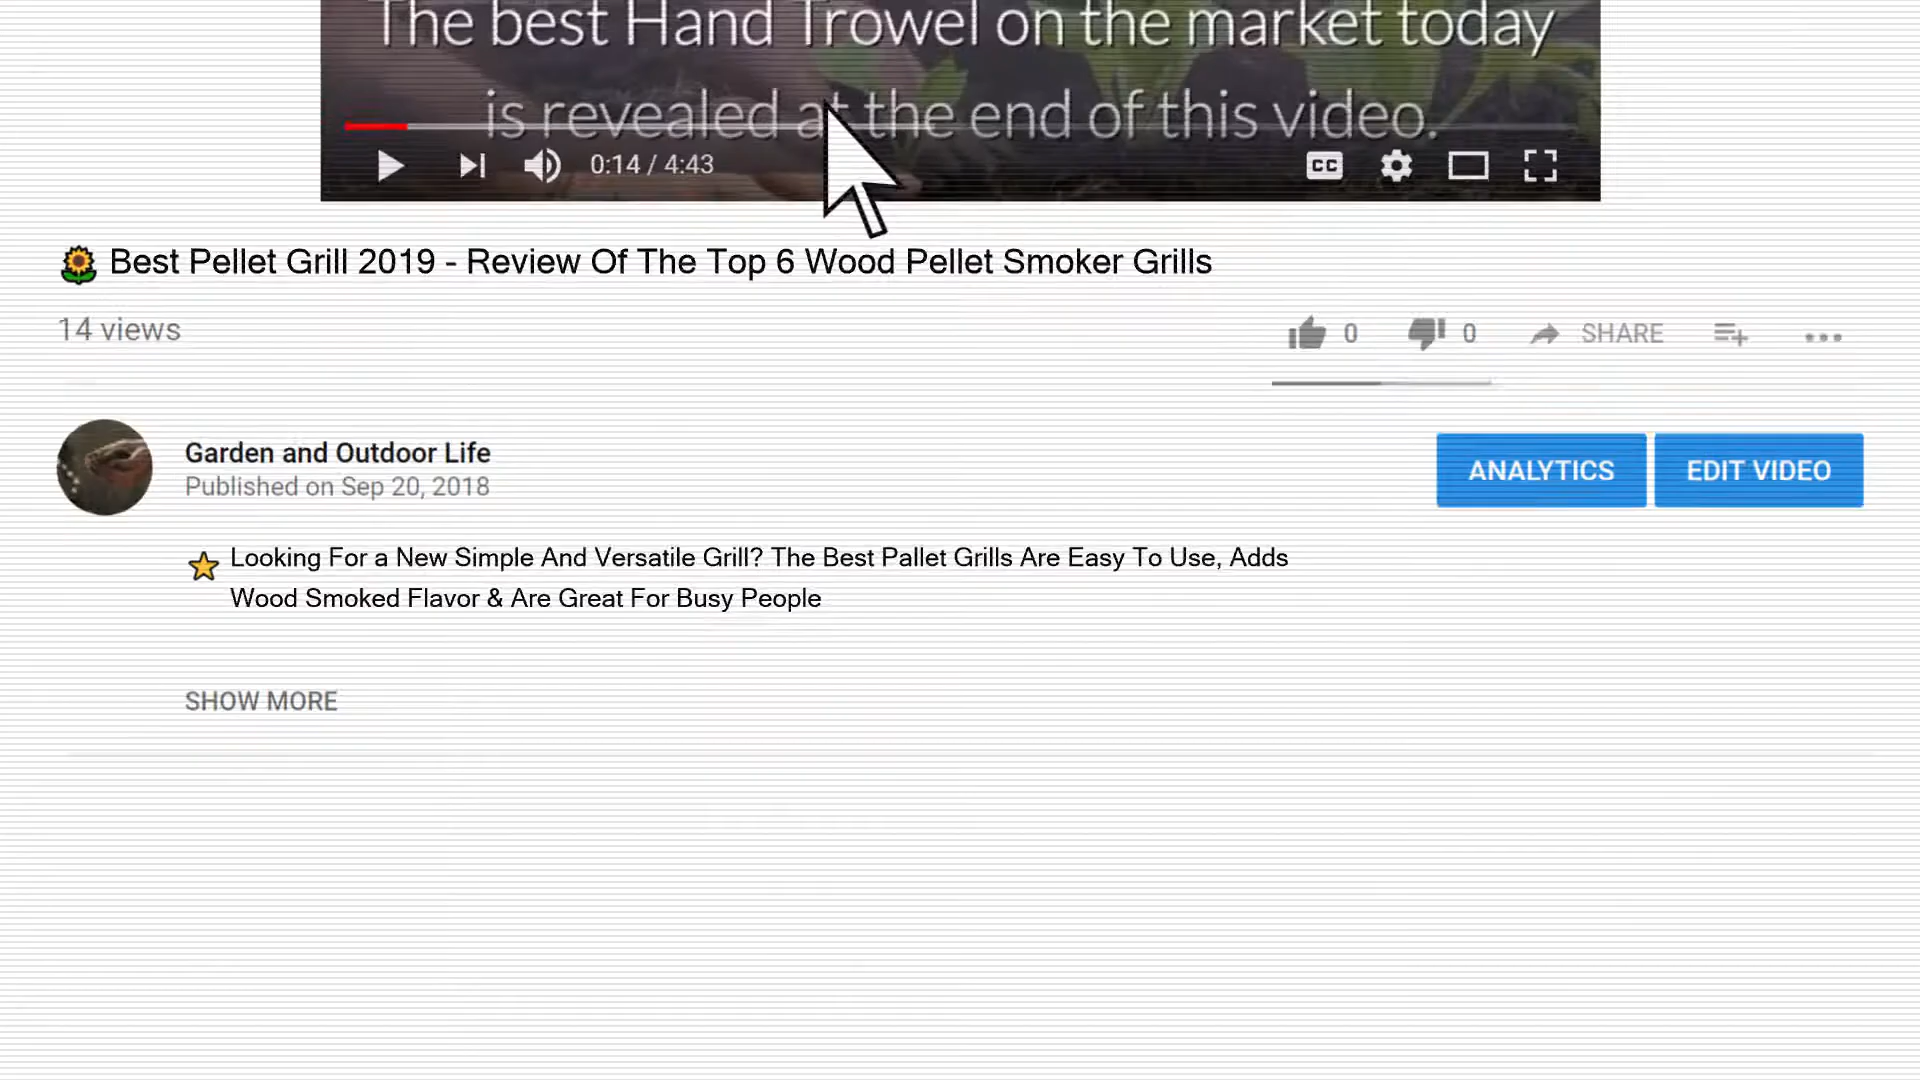 The best Hand Trowel on the market today
is revealed at the end of this video.
0:14 / 4:43
CC
Best Pellet Grill 2019 - Review Of The Top 6 Wood Pellet Smoker Grills
14 views
0
0
SHARE
Garden and Outdoor Life
Published on Sep 20, 2018
ANALYTICS
EDIT VIDEO
Looking For a New Simple And Versatile Grill? The Best Pallet Grills Are Easy To Use, Adds
Wood Smoked Flavor & Are Great For Busy People
SHOW MORE